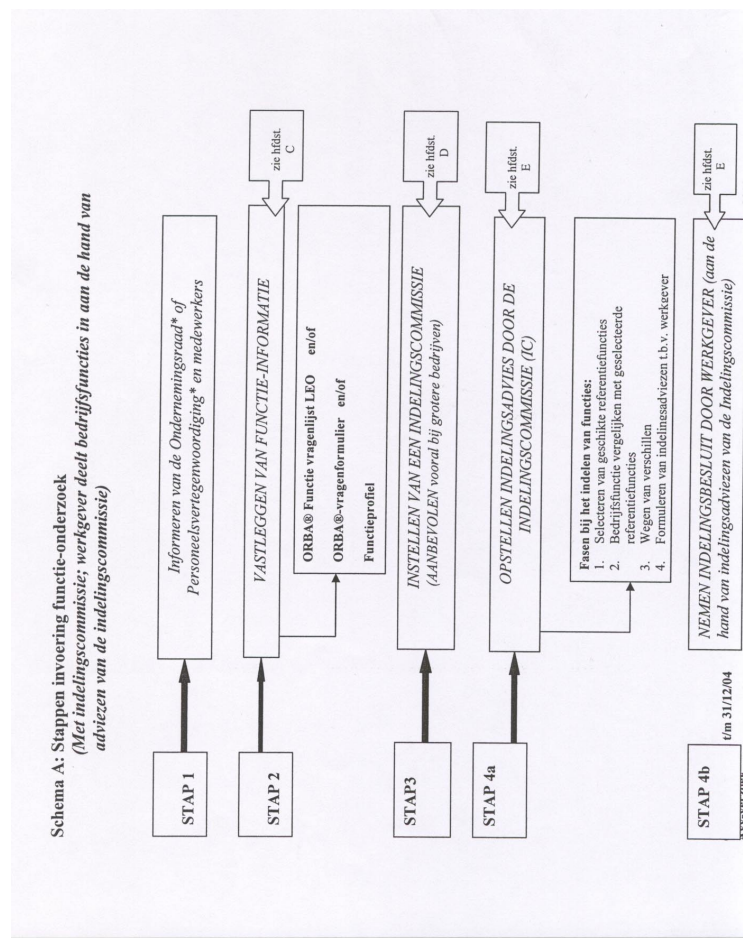 Schema A: Stappen invoering functie-onderzoek
(Met indelingscommissie; werkgever deelt bedrijfsfuncties in aan de hand van
adviezen van de indelingscommissie)
STAP 1
Informeren van de Ondernemingsraad* of
Personeelsvertegenwoordiging* en medewerkers
STAP 2
VASTLEGGEN VAN FUNCTIE-INFORMATIE
zie hfdst.
C
ORBA® Functie vragenlijst LEO en/of
ORBA®-vragenformulier en/of
Functieprofiel
STAP3
INSTELLEN VAN EEN INDELINGSCOMMISSIE
(AANBEVOLEN vooral bij grotere bedrijven)
zie hfdst.
D
STAP 4a
OPSTELLEN INDELINGSADVIES DOOR DE
INDELINGSCOMMISSIE (IC)
zie hfdst.
E
Fasen bij het indelen van functies:
1. Selecteren van geschikte referentiefuncties
2. Bedrijfsfunctie vergelijken met geselecteerde
referentiefuncties
3. Wegen van verschillen
4. Formuleren van indelingsadviezen t.b.v. werkgever
STAP 4b
t/m 31/12/04
NEMEN INDELINGSBESLUIT DOOR WERKGEVER (aan de
hand van indelingsadviezen van de Indelingscommissie)
zie hfdst.
E